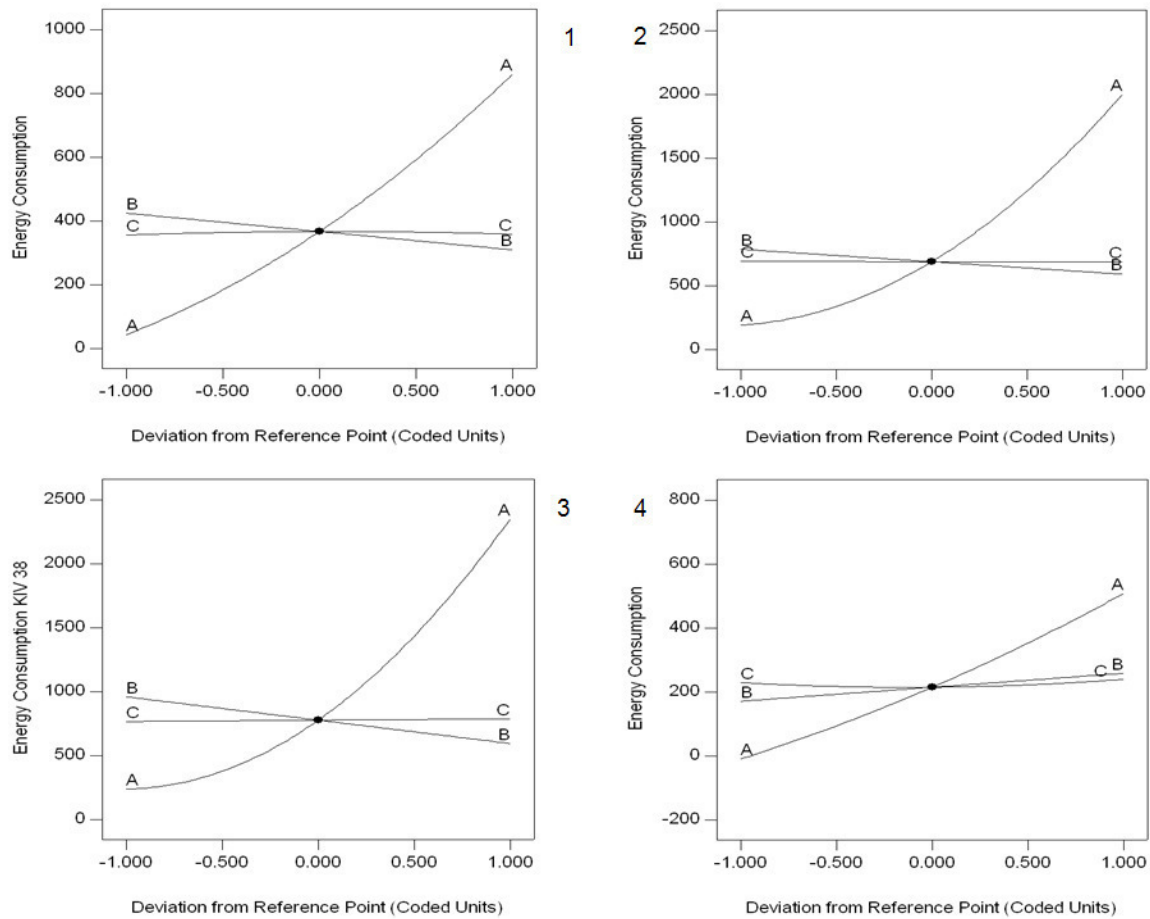 1000
800
600
400
200
0
Energy Consumption
A
B
C
A
C
B
-1.000 -0.500 0.000 0.500 1.000
Deviation from Reference Point (Coded Units)
1
2
2500
2000
1500
1000
500
0
Energy Consumption
A
B
C
A
C
B
-1.000 -0.500 0.000 0.500 1.000
Deviation from Reference Point (Coded Units)
2500
2000
1500
1000
500
0
Energy Consumption KIV 38
A
B
C
A
C
B
-1.000 -0.500 0.000 0.500 1.000
Deviation from Reference Point (Coded Units)
3
4
800
600
400
200
0
-200
Energy Consumption
A
C
B
A
B
C
-1.000 -0.500 0.000 0.500 1.000
Deviation from Reference Point (Coded Units)